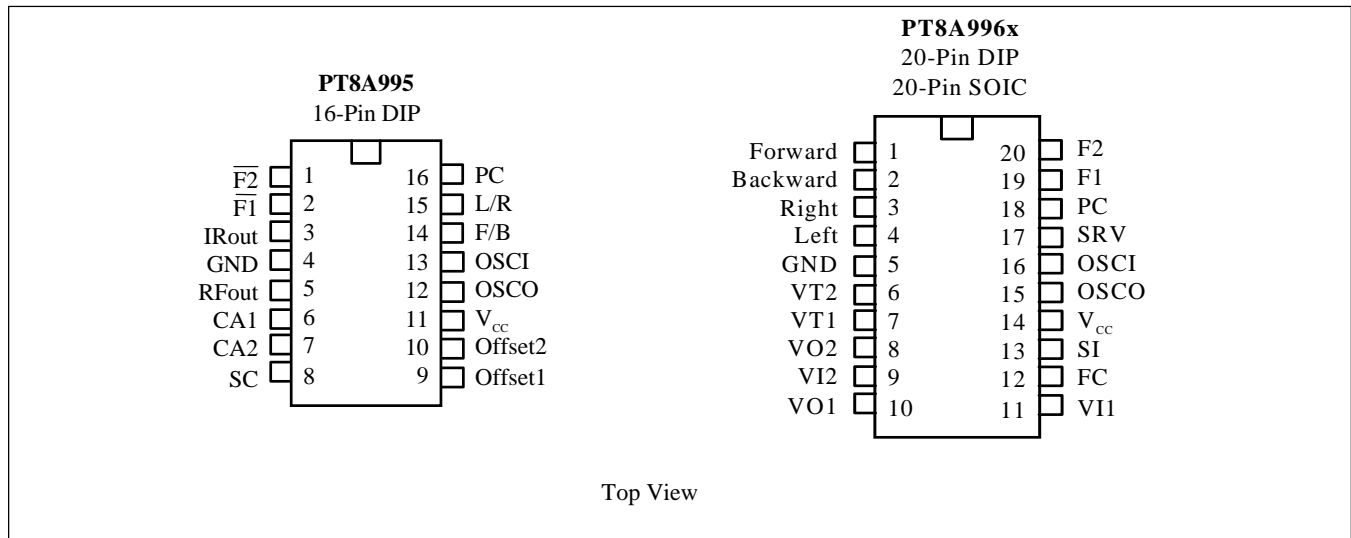 PT8A995
16-Pin DIP
F2 1 16 PC
F1 2 15 L/R
IRout 3 14 F/B
GND 4 13 OSCI
RFout 5 12 OSCO
CA1 6 11 VCC
CA2 7 10 Offset2
SC 8 9 Offset1
PT8A996x
20-Pin DIP
20-Pin SOIC
Forward 1 20 F2
Backward 2 19 F1
Right 3 18 PC
Left 4 17 SRV
GND 5 16 OSCI
VT2 6 15 OSCO
VT1 7 14 VCC
VO2 8 13 SI
VI2 9 12 FC
VO1 10 11 VI1
Top View